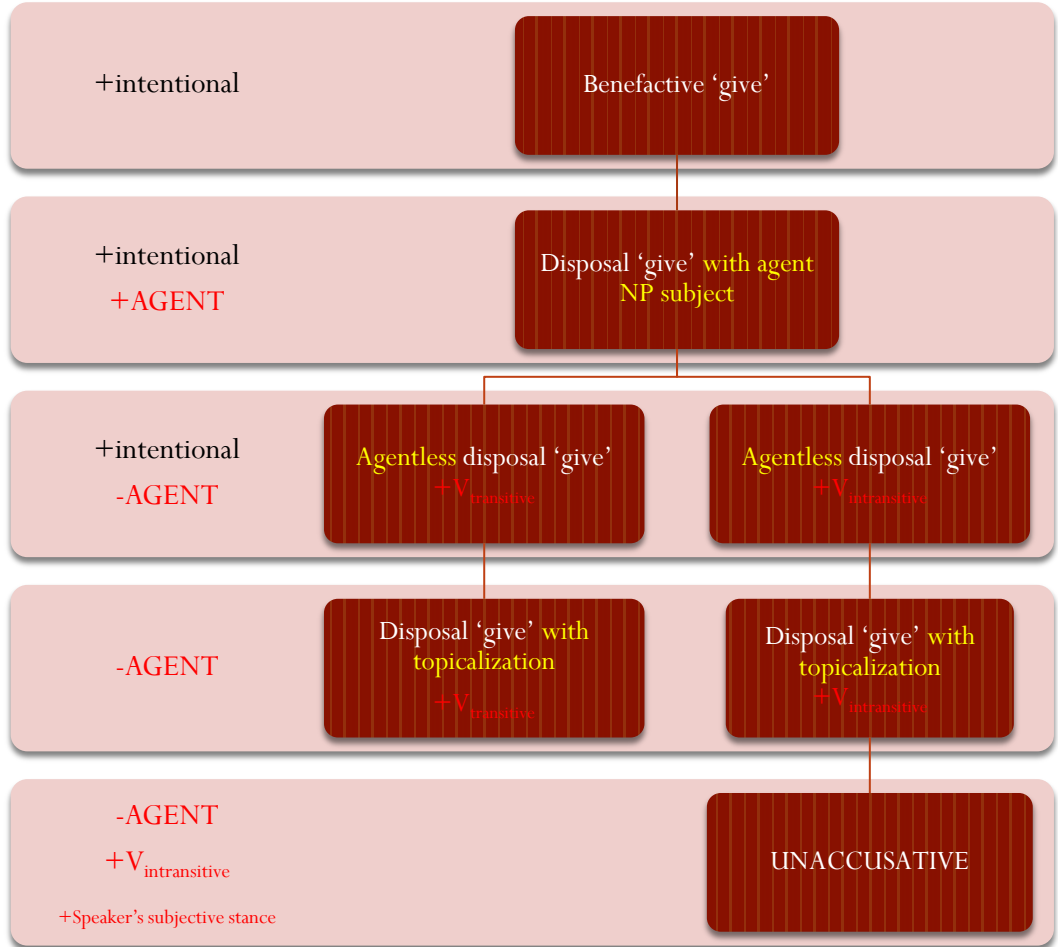 +intentional
Benefactive ‘give’
+intentional
+AGENT
Disposal ‘give’ with agent
NP subject
+intentional
-AGENT
Agentless disposal ‘give’
+Vtransitive
Agentless disposal ‘give’
+Vintransitive
-AGENT
Disposal ‘give’ with
topicalization
+Vtransitive
Disposal ‘give’ with
topicalization
+Vintransitive
-AGENT
+Vintransitive
+Speaker’s subjective stance
UNACCUSATIVE